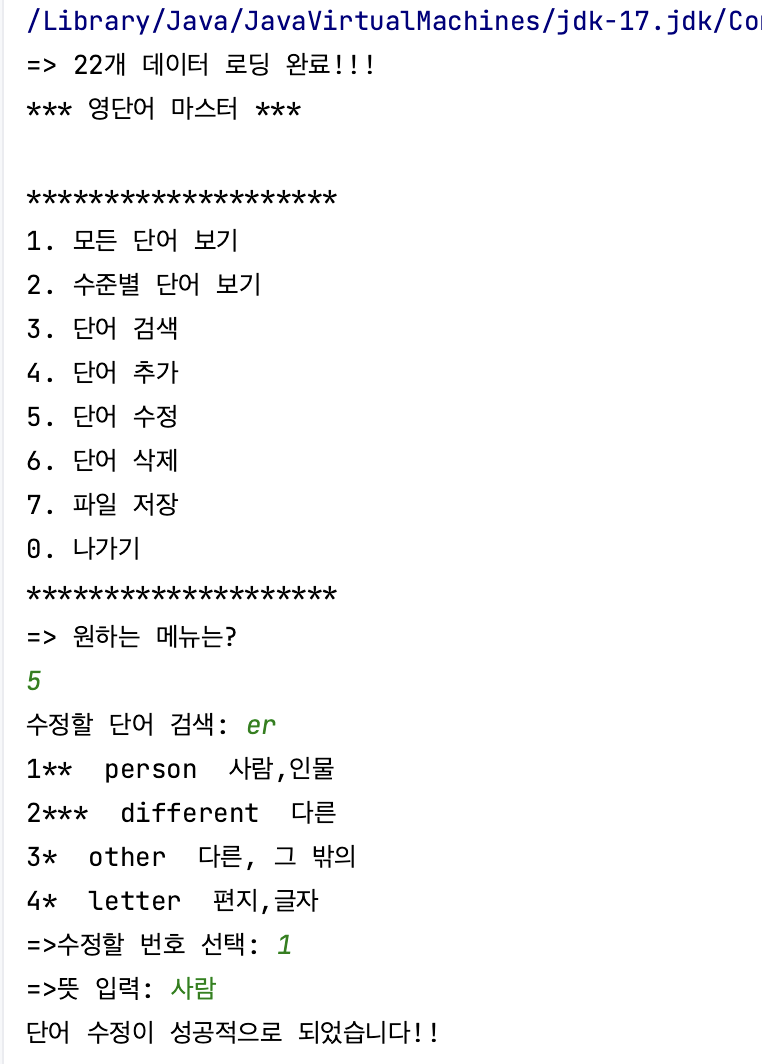 /Library/Java/JavaVirtualMachines/jdk-17.jdk/Co
=> 22개 데이터 로딩 완료!!!
*** 영단어 마스터 ***
********************
1. 모든 단어 보기
2. 수준별 단어 보기
3. 단어 검색
4. 단어 추가
5. 단어 수정
6. 단어 삭제
7. 파일 저장
0. 나가기
********************
=> 원하는 메뉴는?
5
수정할 단어 검색: er
1**  person  사람,인물
2***  different  다른
3*  other  다른, 그 밖의
4*  letter  편지,글자
=>수정할 번호 선택: 1
=>뜻 입력: 사람
단어 수정이 성공적으로 되었습니다!!